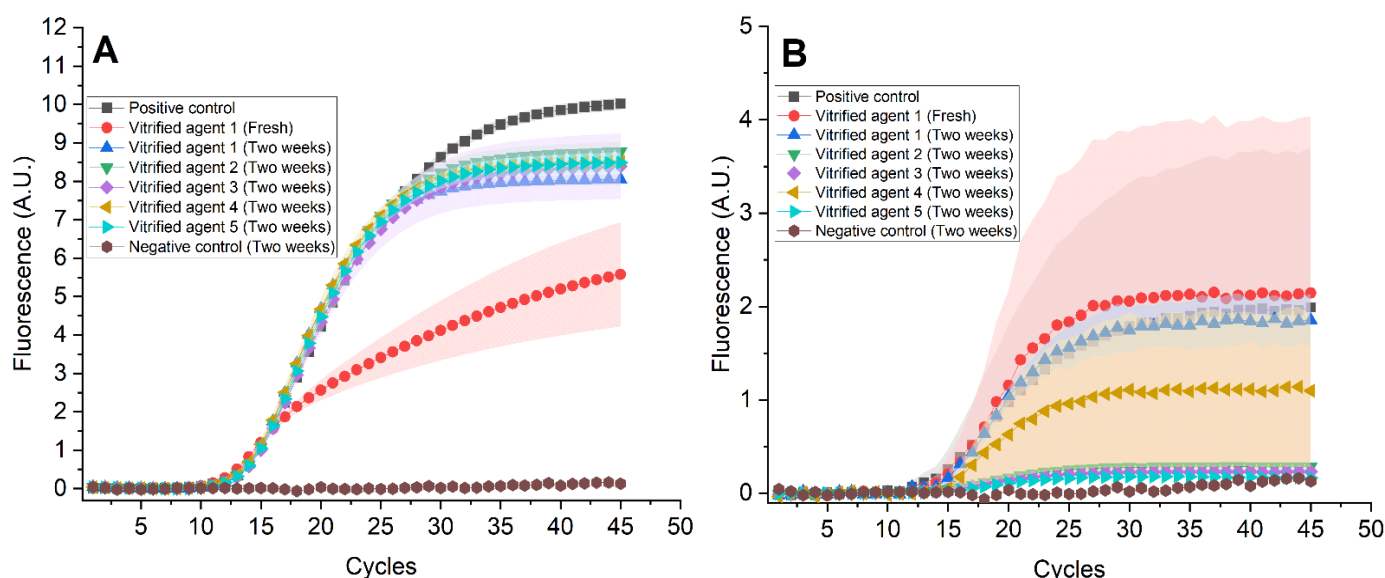 A
Fluorescence (A.U.)
12
11
10
9
8
7
6
5
4
3
2
1
0
Positive control
Vitrified agent 1 (Fresh)
Vitrified agent 1 (Two weeks)
Vitrified agent 2 (Two weeks)
Vitrified agent 3 (Two weeks)
Vitrified agent 4 (Two weeks)
Vitrified agent 5 (Two weeks)
Negative control (Two weeks)
5 10 15 20 25 30 35 40 45 50
Cycles
B
Fluorescence (A.U.)
5
4
3
2
1
0
Positive control
Vitrified agent 1 (Fresh)
Vitrified agent 1 (Two weeks)
Vitrified agent 2 (Two weeks)
Vitrified agent 3 (Two weeks)
Vitrified agent 4 (Two weeks)
Vitrified agent 5 (Two weeks)
Negative control (Two weeks)
5 10 15 20 25 30 35 40 45 50
Cycles